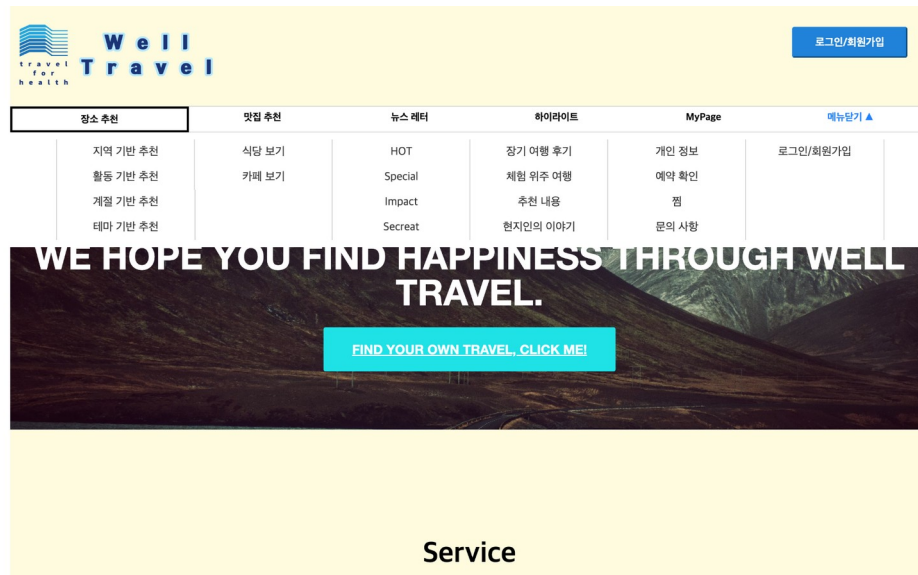 Well
Travel
travel
for
health
로그인/회원가입
장소 추천 맛집 추천 뉴스 레터 하이라이트 MyPage 메뉴닫기 ▲
지역 기반 추천 식당 보기 HOT 장기 여행 후기 개인 정보 로그인/회원가입
활동 기반 추천 카페 보기 Special 체험 위주 여행 예약 확인
계절 기반 추천 Impact 추천 내용 찜
테마 기반 추천 Secreat 현지인의 이야기 문의 사항
WE HOPE YOU FIND HAPPINESS THROUGH WELL
TRAVEL.
FIND YOUR OWN TRAVEL, CLICK ME!
Service